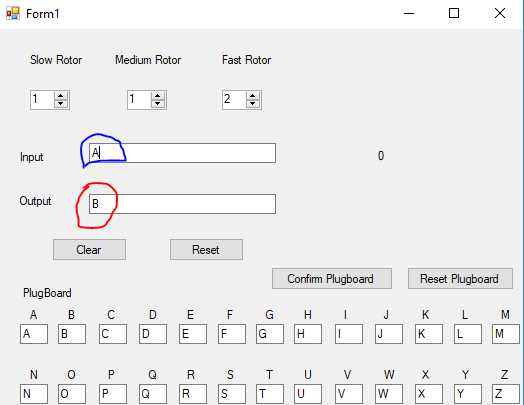 Form1
Slow Rotor Medium Rotor Fast Rotor
1 1 2
Input A 0
Output B
Clear Reset
Confirm Plugboard Reset Plugboard
PlugBoard
A B C D E F G H I J K L M
A B C D E F G H I J K L M
N O P Q R S T U V W X Y Z
N O P Q R S T U V W X Y Z